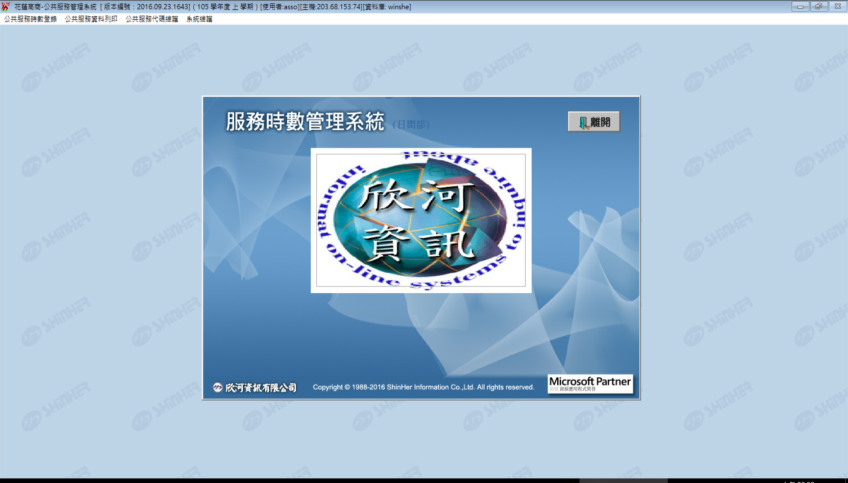 花蓮高商-公共服務管理系統 [ 版本編號：2016.09.23.1643] ( 105 學年度 上 學期 ) [使用者:asso][主機:203.68.153.74][資料庫: winshe]
公共服務時數登錄 公共服務資料列印 公共服務代碼維護 系統維護
服務時數管理系統 (日間部)
離開
欣河
資訊
on-line systems to inquire about
欣河資訊有限公司
Copyright © 1988-2016 ShinHer Information Co.,Ltd. All rights reserved.
Microsoft Partner
SHINHER